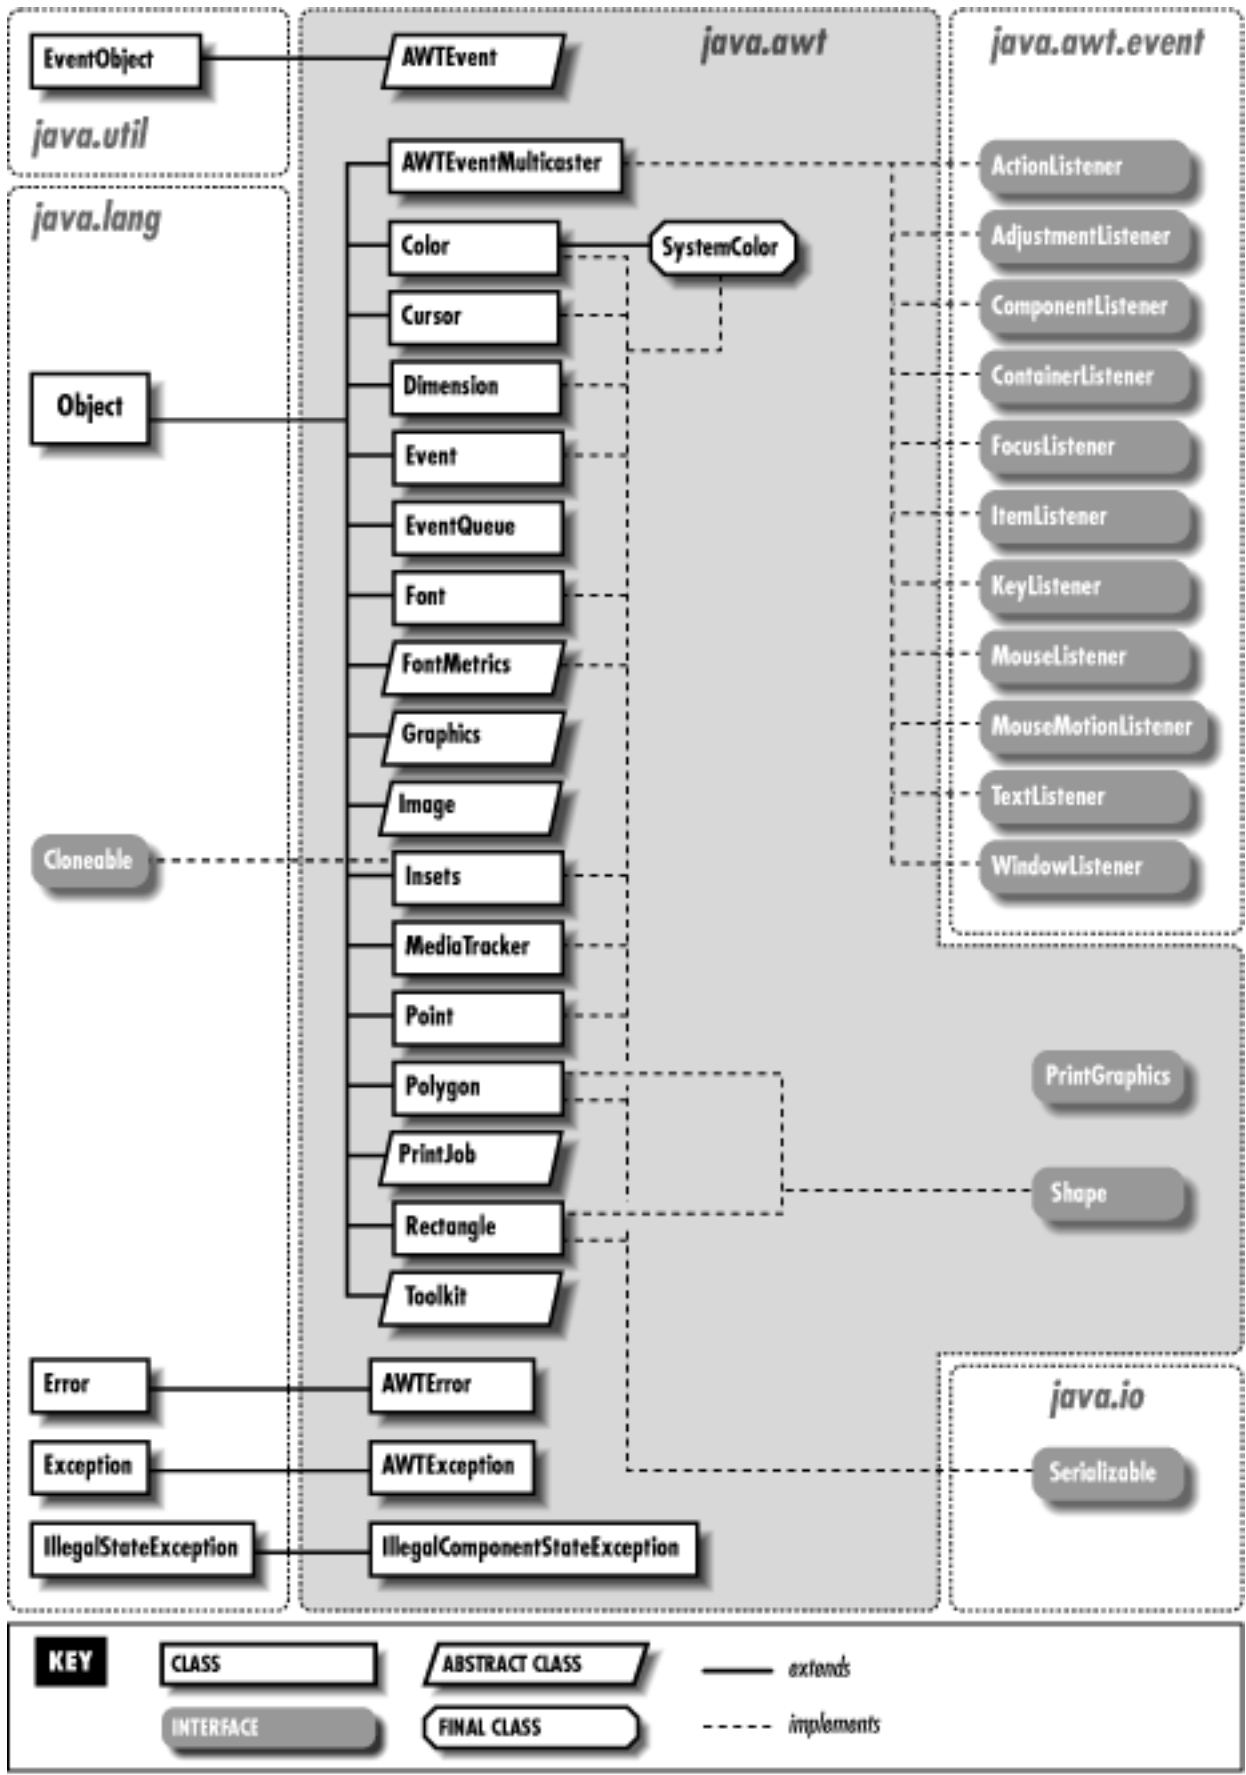 EventObject
java.util
java.lang
Object
Cloneable
Error
Exception
IllegalStateException
java.awt
AWTEvent
AWTEventMulticaster
Color
SystemColor
Cursor
Dimension
Event
EventQueue
Font
FontMetrics
Graphics
Image
Insets
MediaTracker
Point
Polygon
PrintJob
Rectangle
Toolkit
AWTError
AWTException
IllegalComponentStateException
PrintGraphics
Shape
java.awt.event
ActionListener
AdjustmentListener
ComponentListener
ContainerListener
FocusListener
ItemListener
KeyListener
MouseListener
MouseMotionListener
TextListener
WindowListener
java.io
Serializable
KEY
CLASS
ABSTRACT CLASS
extends
INTERFACE
FINAL CLASS
implements